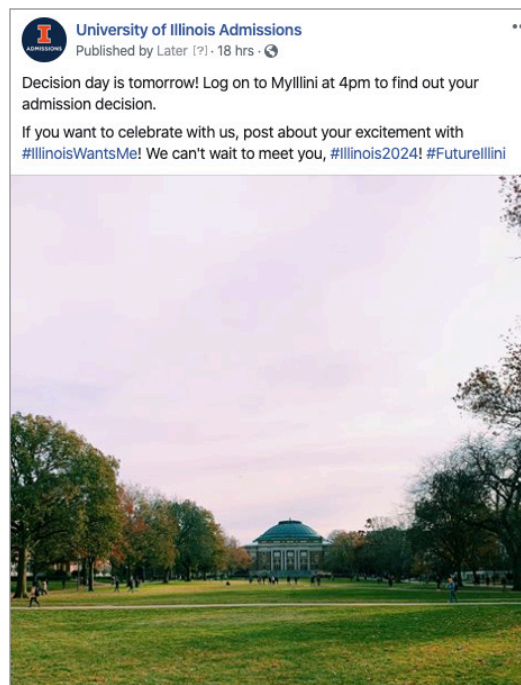 University of Illinois Admissions
Published by Later [?] · 18 hrs ·
I
ADMISSIONS
Decision day is tomorrow! Log on to MyIllini at 4pm to find out your
admission decision.
If you want to celebrate with us, post about your excitement with
#IllinoisWantsMe! We can't wait to meet you, #Illinois2024! #FutureIllini